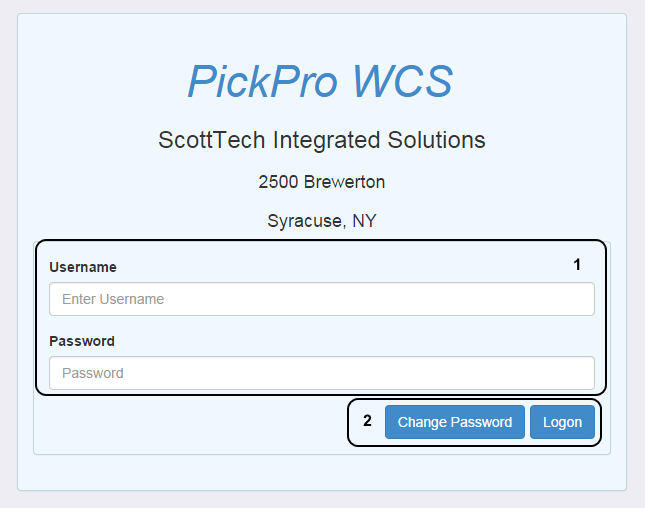 PickPro WCS
ScottTech Integrated Solutions
2500 Brewerton
Syracuse, NY
Username 1
Enter Username
Password
Password
2 Change Password Logon